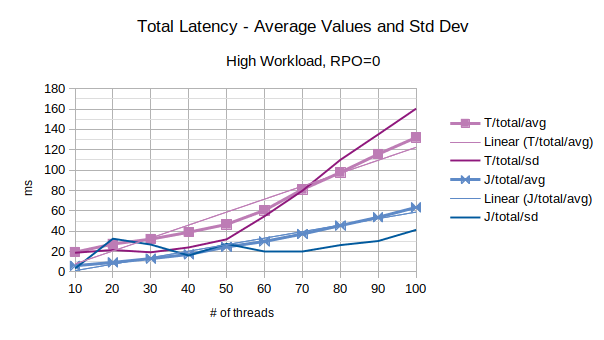 Total Latency - Average Values and Std Dev
High Workload, RPO=0
180
160
140
120
100
80
60
40
20
0
ms
10 20 30 40 50 60 70 80 90 100
# of threads
T/total/avg
Linear (T/total/avg)
T/total/sd
J/total/avg
Linear (J/total/avg)
J/total/sd